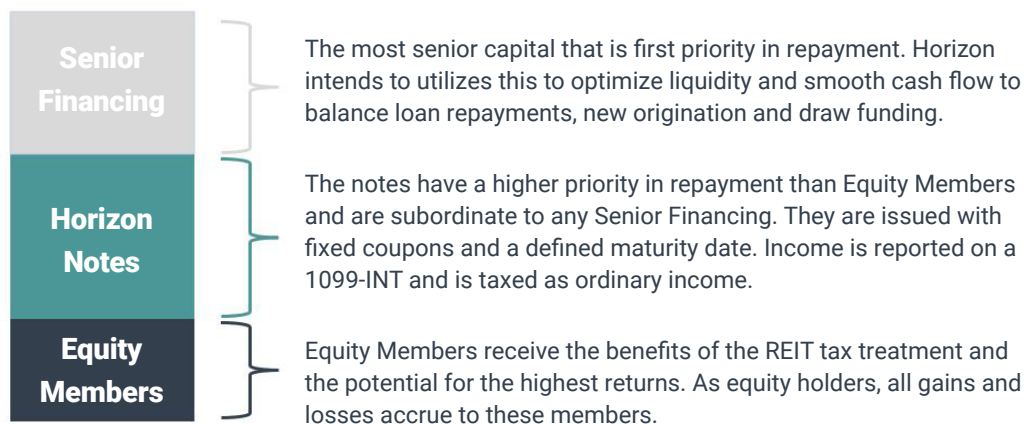 Senior
Financing
The most senior capital that is first priority in repayment. Horizon
intends to utilizes this to optimize liquidity and smooth cash flow to
balance loan repayments, new origination and draw funding.
Horizon
Notes
The notes have a higher priority in repayment than Equity Members
and are subordinate to any Senior Financing. They are issued with
fixed coupons and a defined maturity date. Income is reported on a
1099-INT and is taxed as ordinary income.
Equity
Members
Equity Members receive the benefits of the REIT tax treatment and
the potential for the highest returns. As equity holders, all gains and
losses accrue to these members.